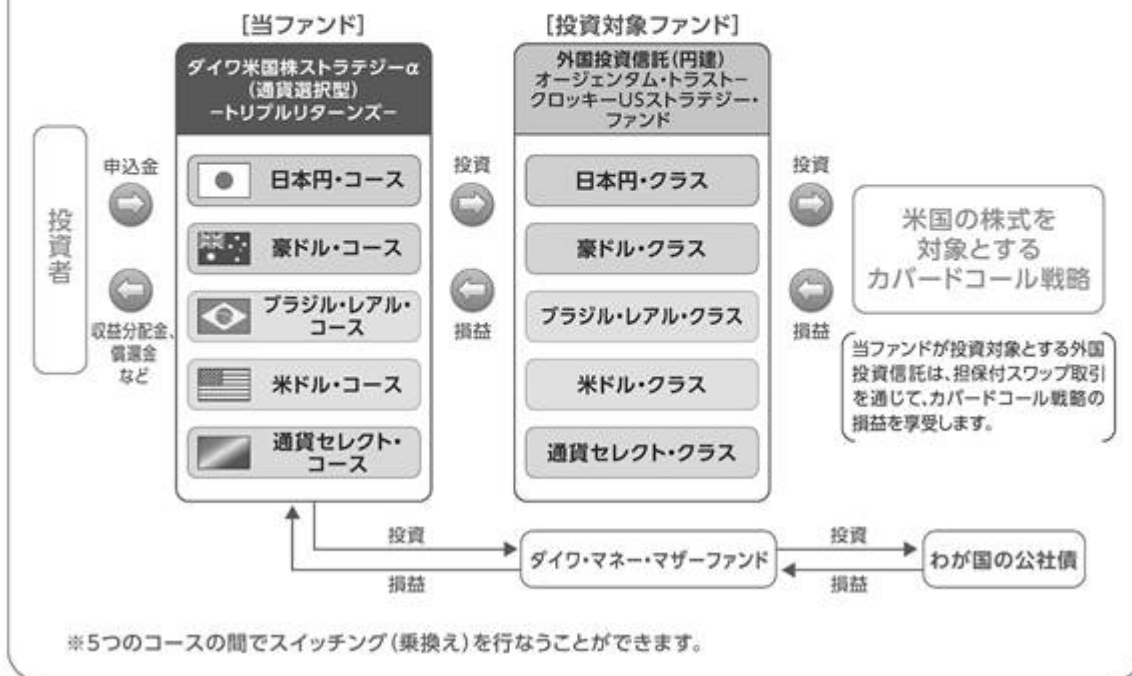 [当ファンド]
[投資対象ファンド]
ダイワ米国株ストラテジーα
(通貨選択型)
ートリプルリターンズー
外国投資信託(円建)
オージェンタム・トラストー
クロッキーUSストラテジー・
ファンド
投資者
申込金
収益分配金、
償還金
など
日本円・コース
豪ドル・コース
ブラジル・レアル・
コース
米ドル・コース
通貨セレクト・
コース
投資
損益
日本円・クラス
豪ドル・クラス
ブラジル・レアル・クラス
米ドル・クラス
通貨セレクト・クラス
投資
損益
米国の株式を
対象とする
カバードコール戦略
当ファンドが投資対象とする外国
投資信託は、担保付スワップ取引
を通じて、カバードコール戦略の
損益を享受します。
投資
損益
ダイワ・マネー・マザーファンド
投資
損益
わが国の公社債
※5つのコースの間でスイッチング(乗換え)を行なうことができます。